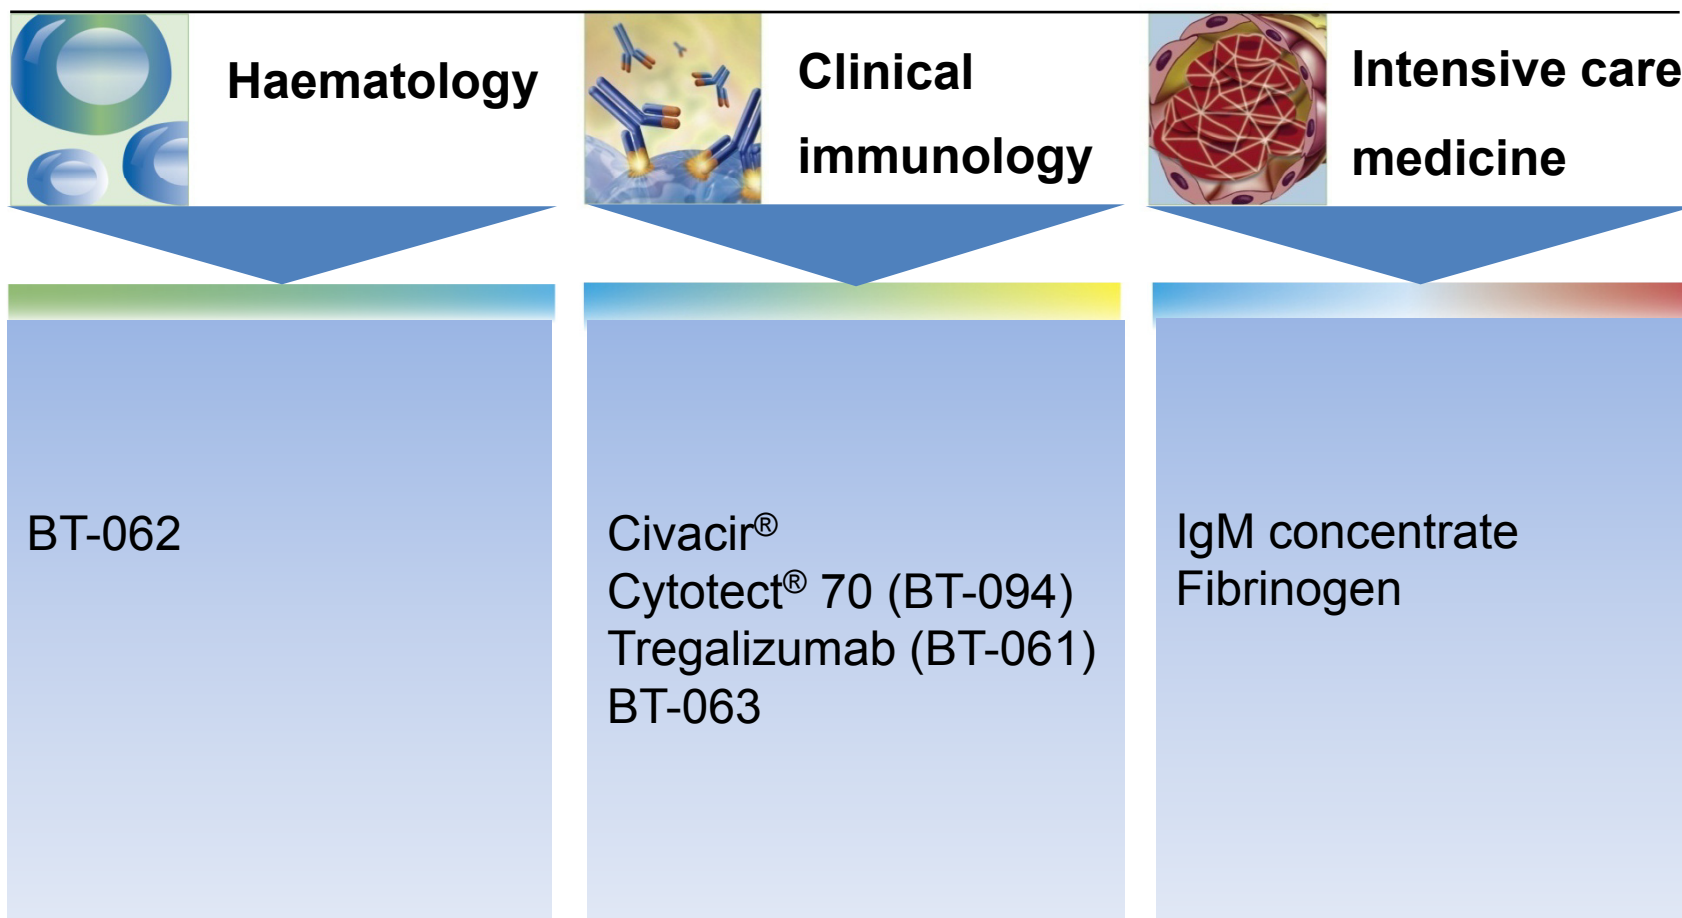 Haematology
Clinical
immunology
Intensive care
medicine
BT-062
Civacir®
Cytotect® 70 (BT-094)
Tregalizumab (BT-061)
BT-063
IgM concentrate
Fibrinogen